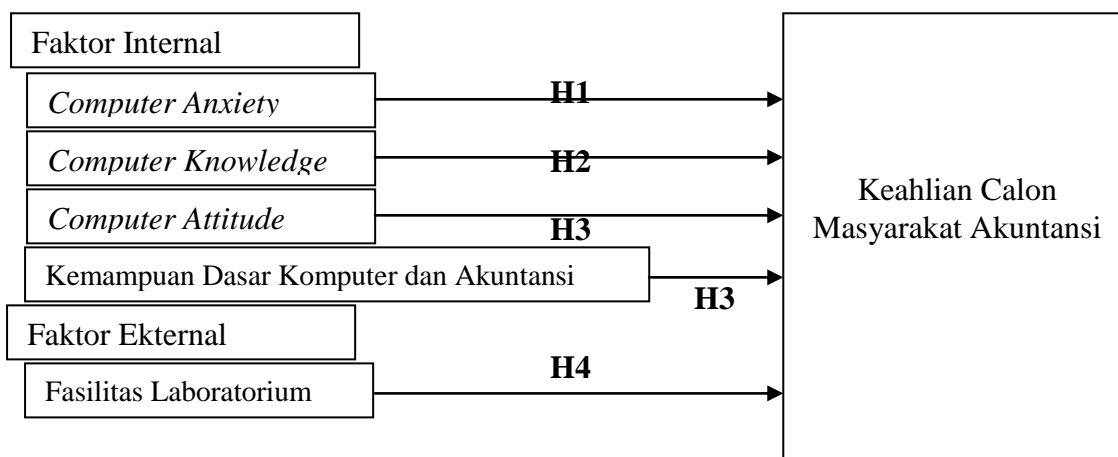 Faktor Internal
Computer Anxiety
H1
Computer Knowledge
H2
Computer Attitude
H3
Kemampuan Dasar Komputer dan Akuntansi
H3
Faktor Ekternal
Fasilitas Laboratorium
H4
Keahlian Calon
Masyarakat Akuntansi